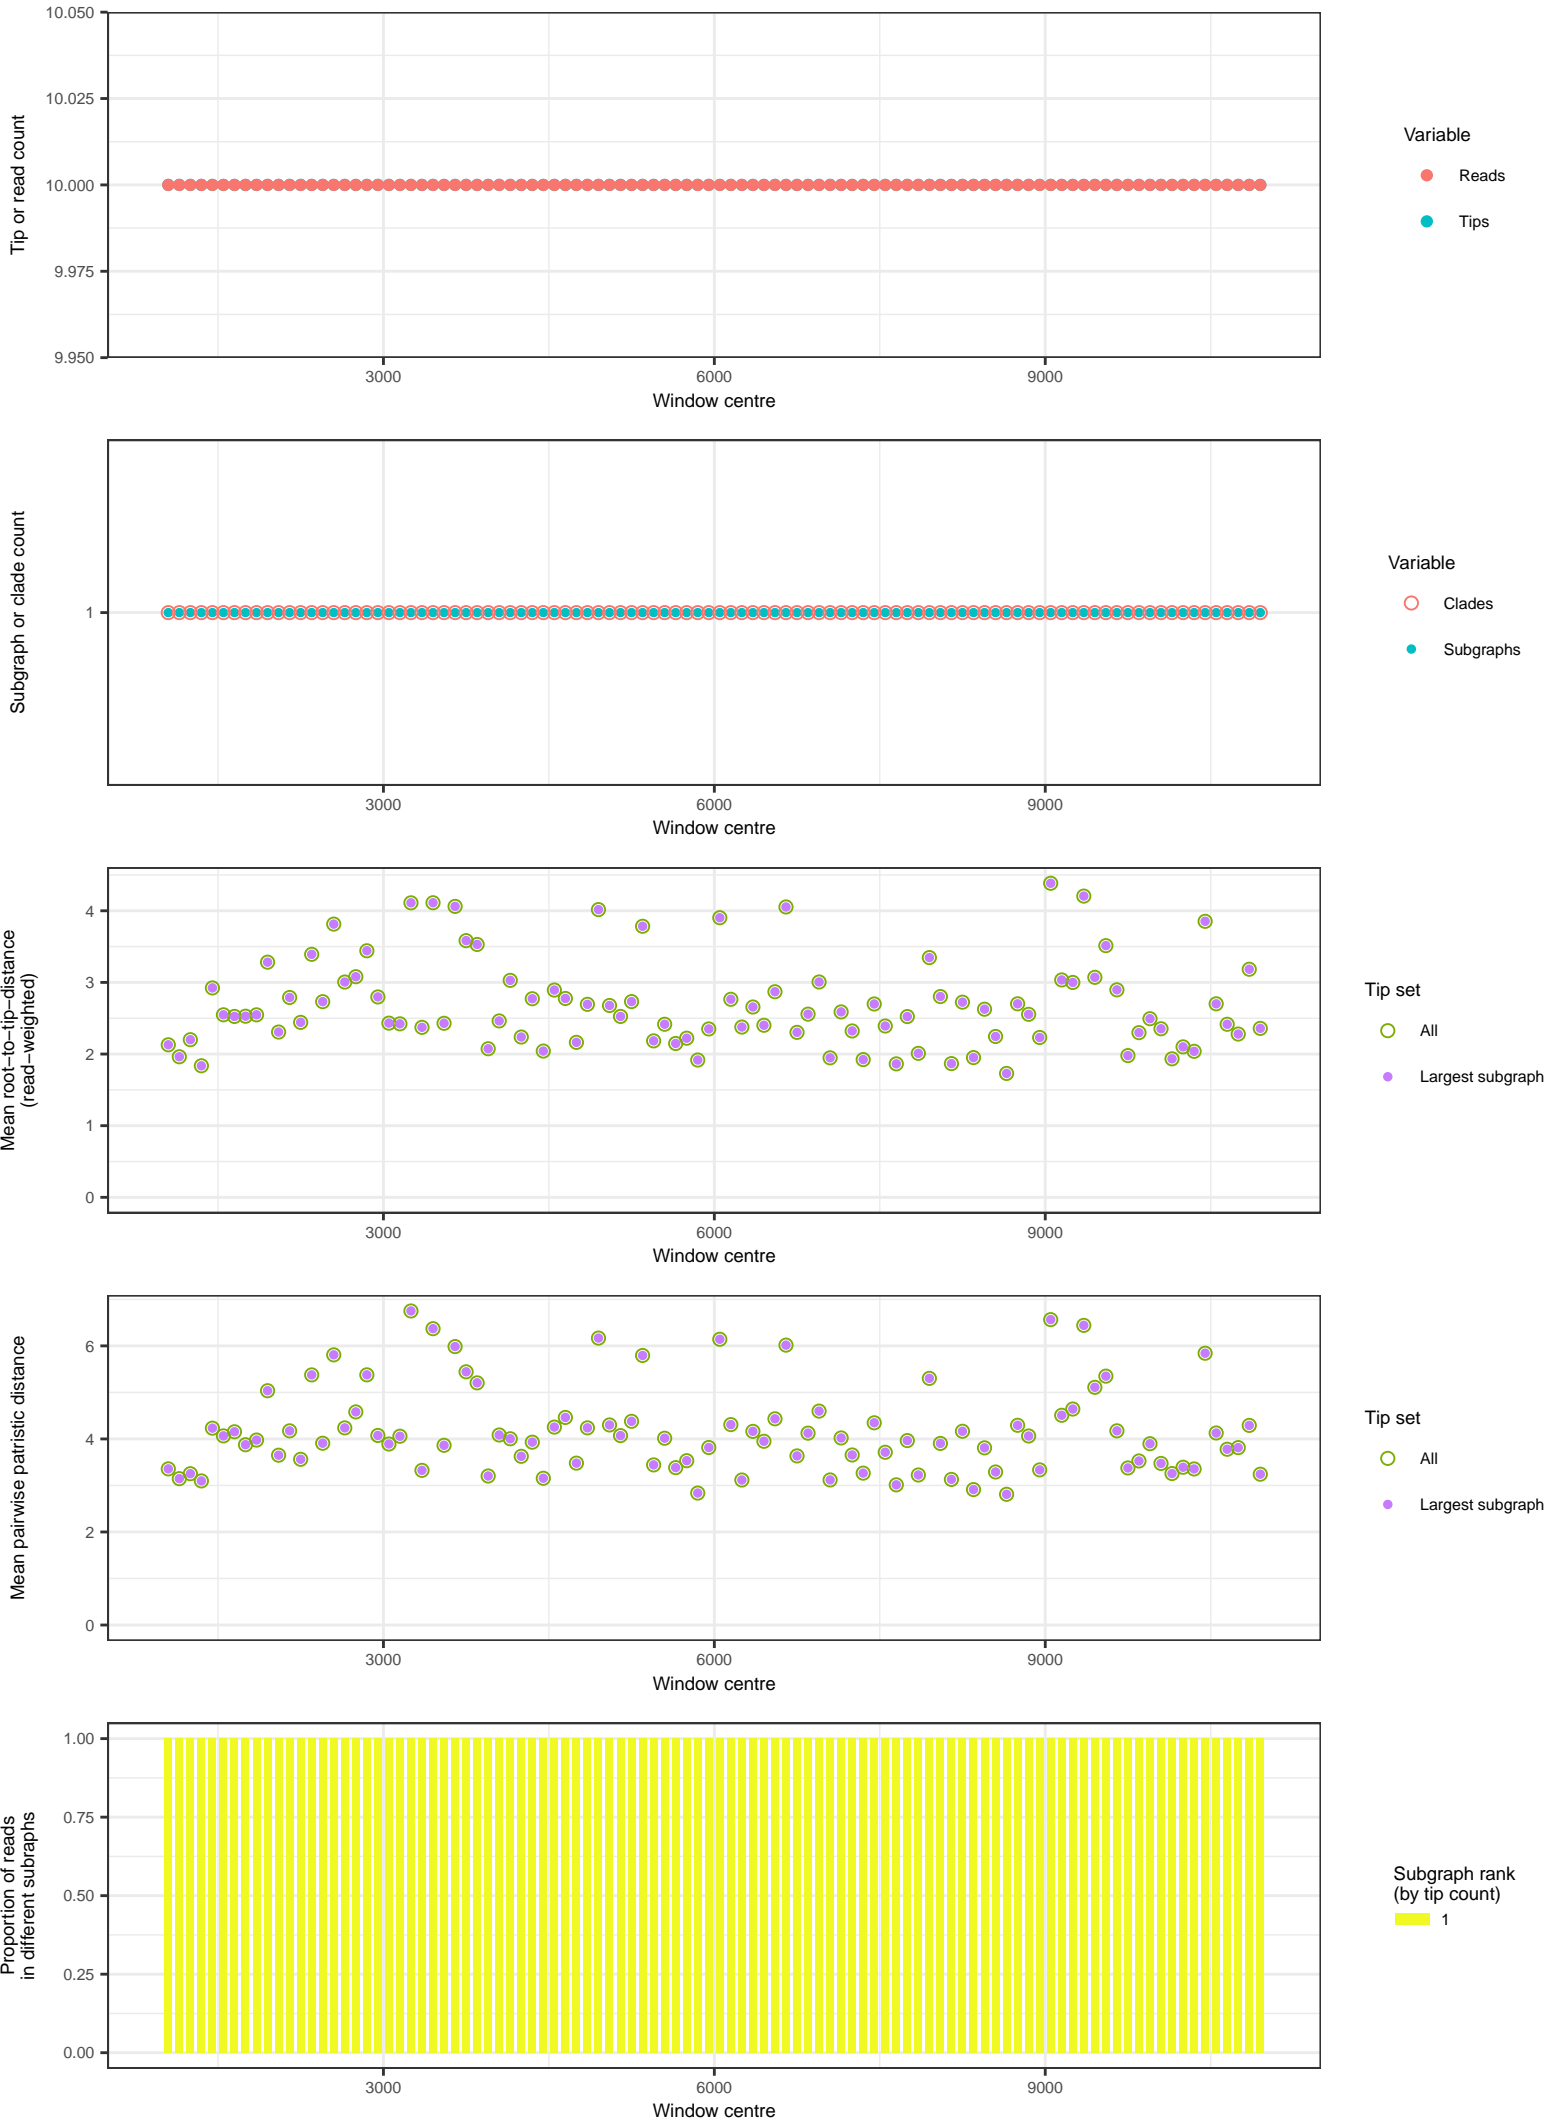 10.050
10.025
10.000
9.975
9.950
Tip or read count
3000 6000 9000
Window centre
Variable
Reads
Tips
1
Subgraph or clade count
3000 6000 9000
Window centre
Variable
Clades
Subgraphs
4
3
2
1
0
Mean root−to−tip−distance
(read−weighted)
3000 6000 9000
Window centre
Tip set
All
Largest subgraph
6
4
2
0
Mean pairwise patristic distance
3000 6000 9000
Window centre
Tip set
All
Largest subgraph
1.00
0.75
0.50
0.25
0.00
Proportion of reads
in different subraphs
3000 6000 9000
Window centre
Subgraph rank
(by tip count)
1